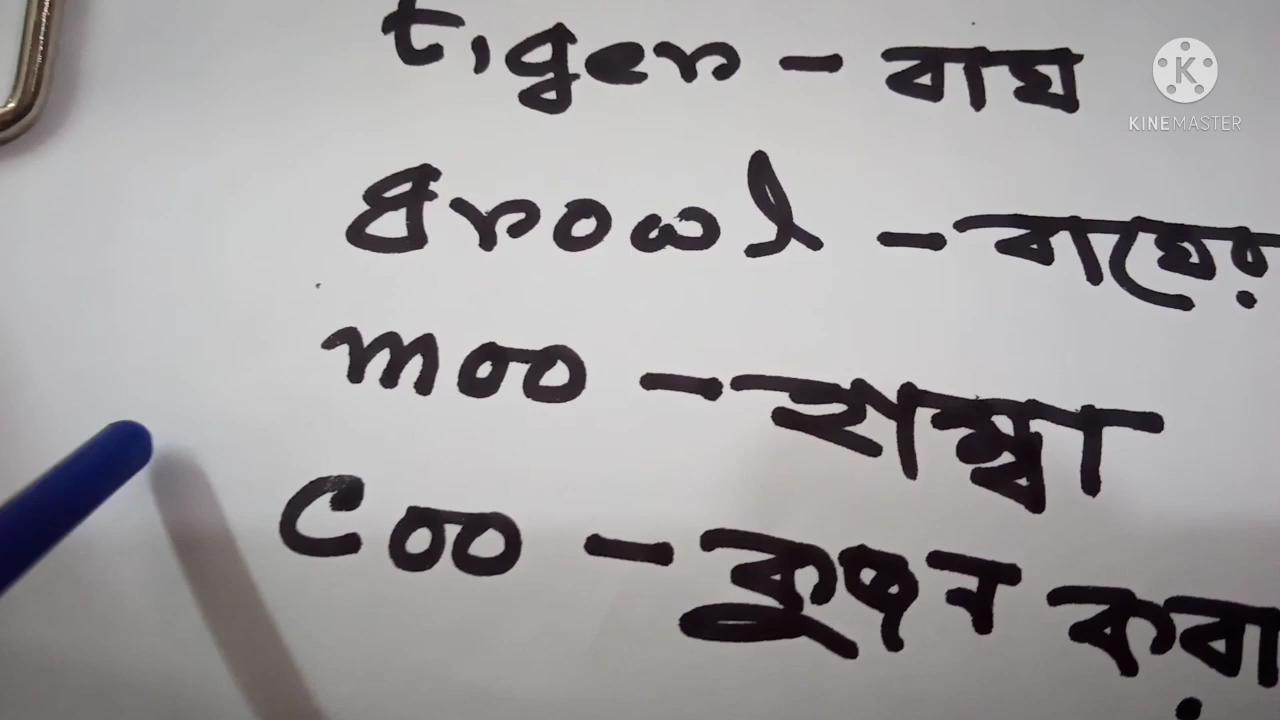 tiger - বাঘ
KINEMASTER
growl - বাঘের
moo - হাম্বা
coo - কুজন করা